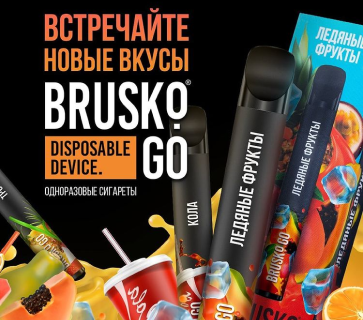 ВСТРЕЧАЙТЕ
НОВЫЕ ВКУСЫ
BRUSKO®
GO
DISPOSABLE
DEVICE.
ОДНОРАЗОВЫЕ СИГАРЕТЫ
КОЛА
ЛЕДЯНЫЕ ФРУКТЫ
ЛЕДЯНЫЕ
ФРУКТЫ
ЛЕДЯНЫЕ ФРУКТЫ
BRUSKO GO